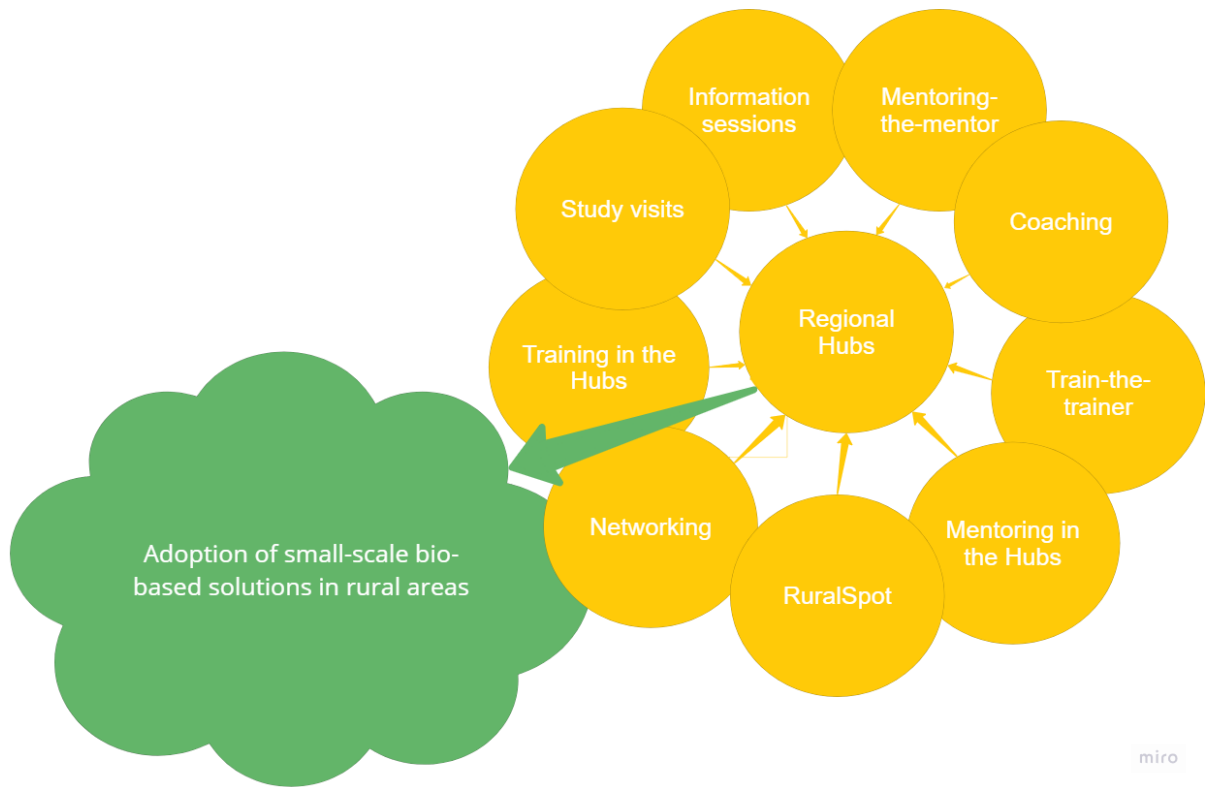 Information
sessions
Mentoring-
the-mentor
Study visits
Coaching
Regional
Hubs
Training in the
Hubs
Train-the-
trainer
Networking
Mentoring in
the Hubs
RuralSpot
Adoption of small-scale bio-
based solutions in rural areas
miro